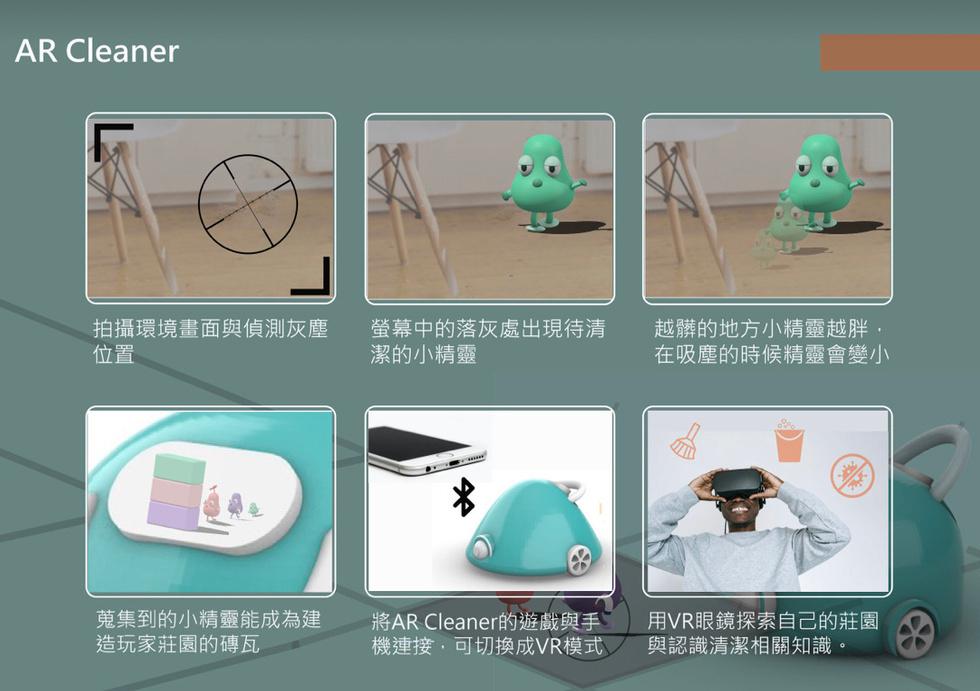 AR Cleaner
拍攝環境畫面與偵測灰塵
位置
螢幕中的落灰處出現待清
潔的小精靈
越髒的地方小精靈越胖，
在吸塵的時候精靈會變小
蒐集到的小精靈能成為建
造玩家莊園的磚瓦
將AR Cleaner的遊戲與手
機連接，可切換成VR模式
用VR眼鏡探索自己的莊園
與認識清潔相關知識。